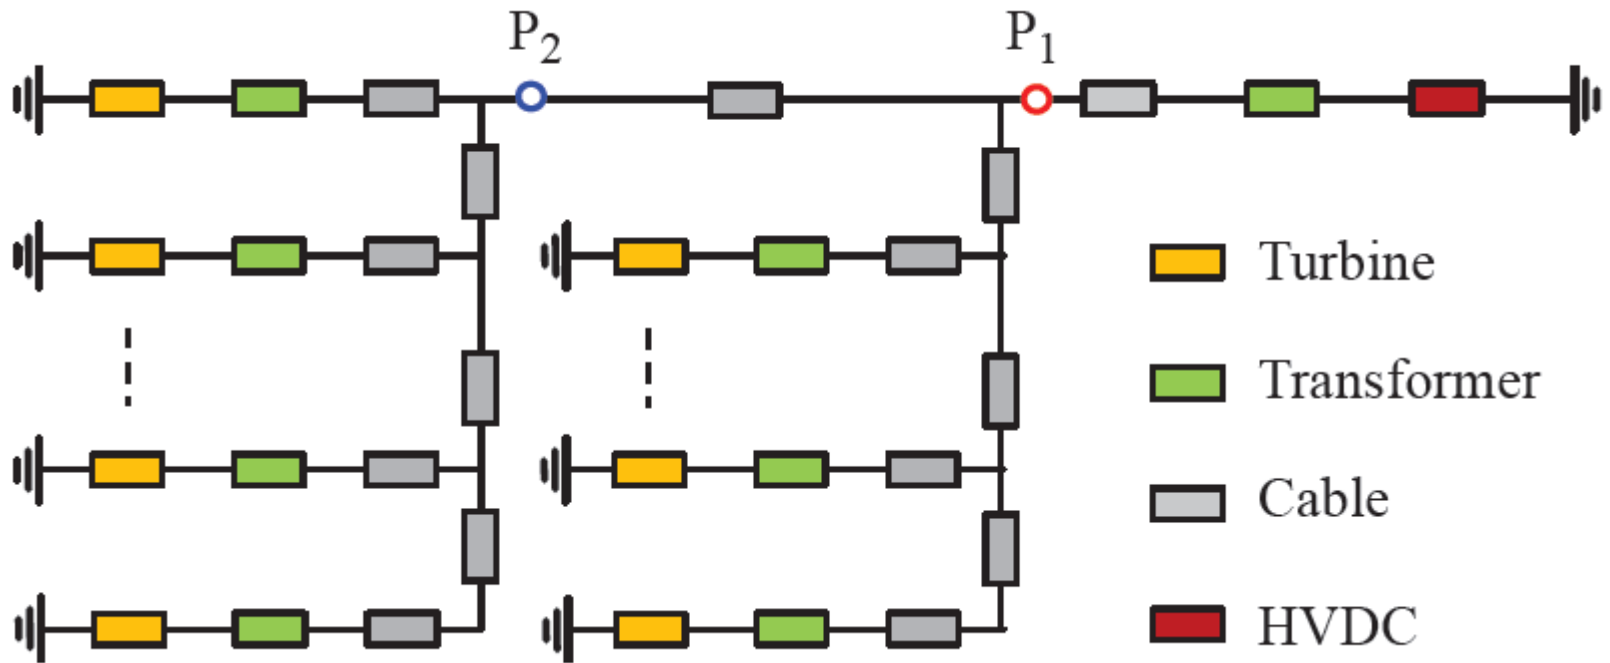 P2
P1
Turbine
Transformer
Cable
HVDC